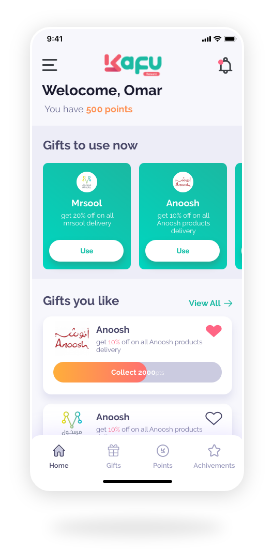 9:41
Kafu
Welocome, Omar
You have 500 points
Gifts to use now
Mrsool
get 20% off on all
mrsool delivery
Use
Anoosh
get 10% off on all
Anoosh products
delivery
Use
Gifts you like
View All
أنوش
Anoosh
Anoosh
get 10% off on all Anoosh products
delivery
Collect 2000pts
Anoosh
get 10% off on all Anoosh products
Home
Gifts
Points
Achivements